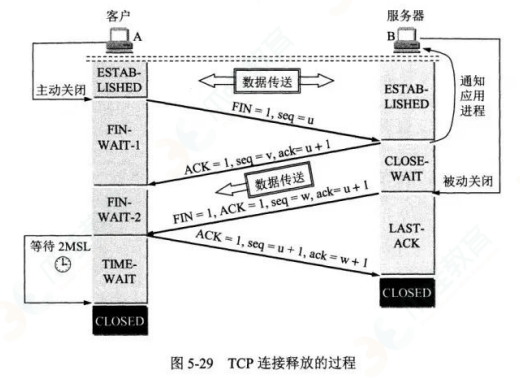 客户
服务器
A
B
主动关闭
ESTAB-
LISHED
数据传送
ESTAB-
LISHED
通知
应用
进程
FIN = 1, seq = u
FIN-
WAIT-1
ACK = 1, seq = v, ack= u + 1
CLOSE-
WAIT
数据传送
被动关闭
FIN = 1, ACK = 1, seq = w, ack= u + 1
FIN-
WAIT-2
ACK = 1, seq = u + 1, ack = w + 1
LAST-
ACK
等待 2MSL
TIME-
WAIT
CLOSED
CLOSED
图 5-29 TCP 连接释放的过程